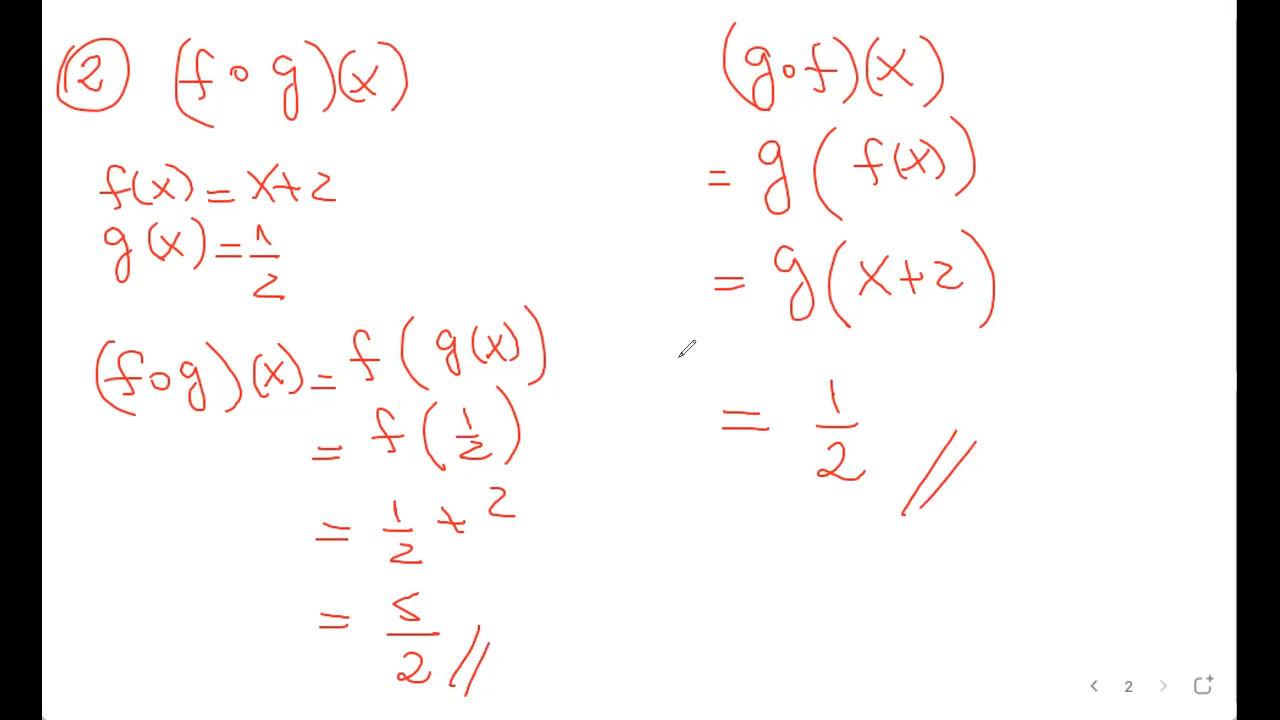 ② (f∘g)(x)
f(x) = x+2
g(x) = 1/2
(f∘g)(x) = f(g(x))
= f(1/2)
= 1/2 + 2
= 5/2 //
(g∘f)(x)
= g(f(x))
= g(x+2)
= 1/2 //
2